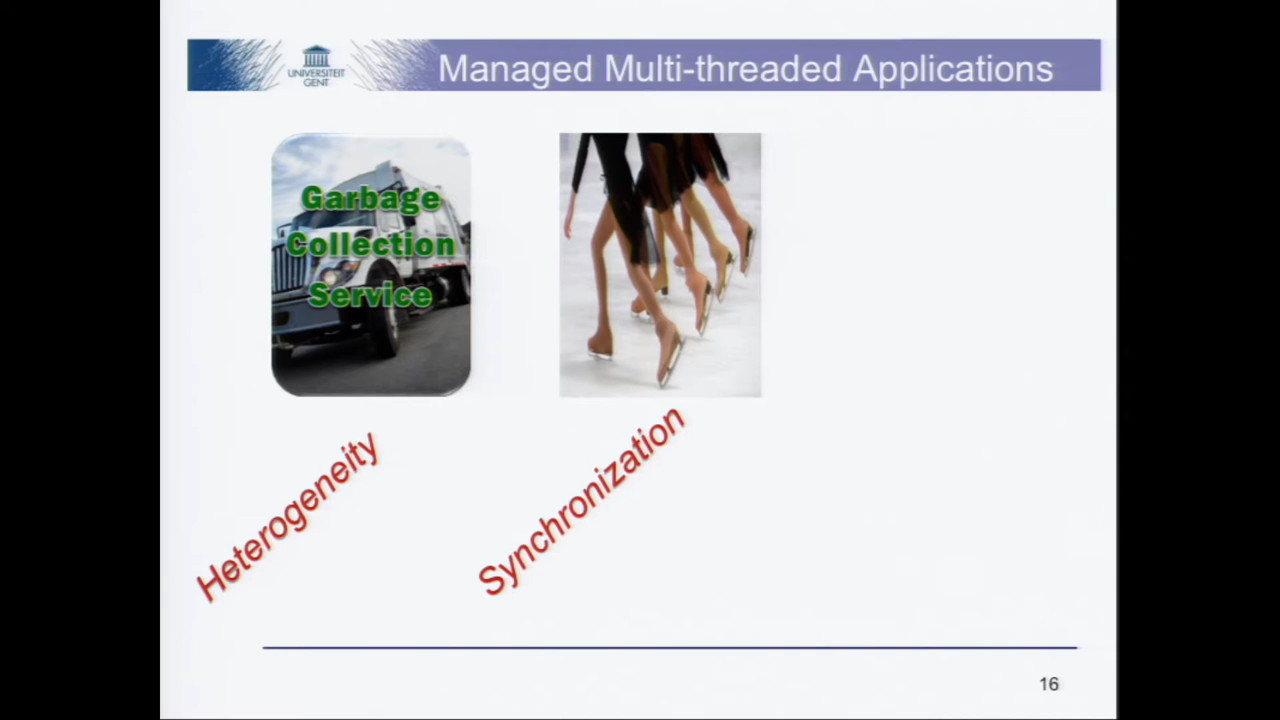 UNIVERSITEIT
GENT
Managed Multi-threaded Applications
Garbage
Collection
Service
Heterogeneity
Synchronization
16